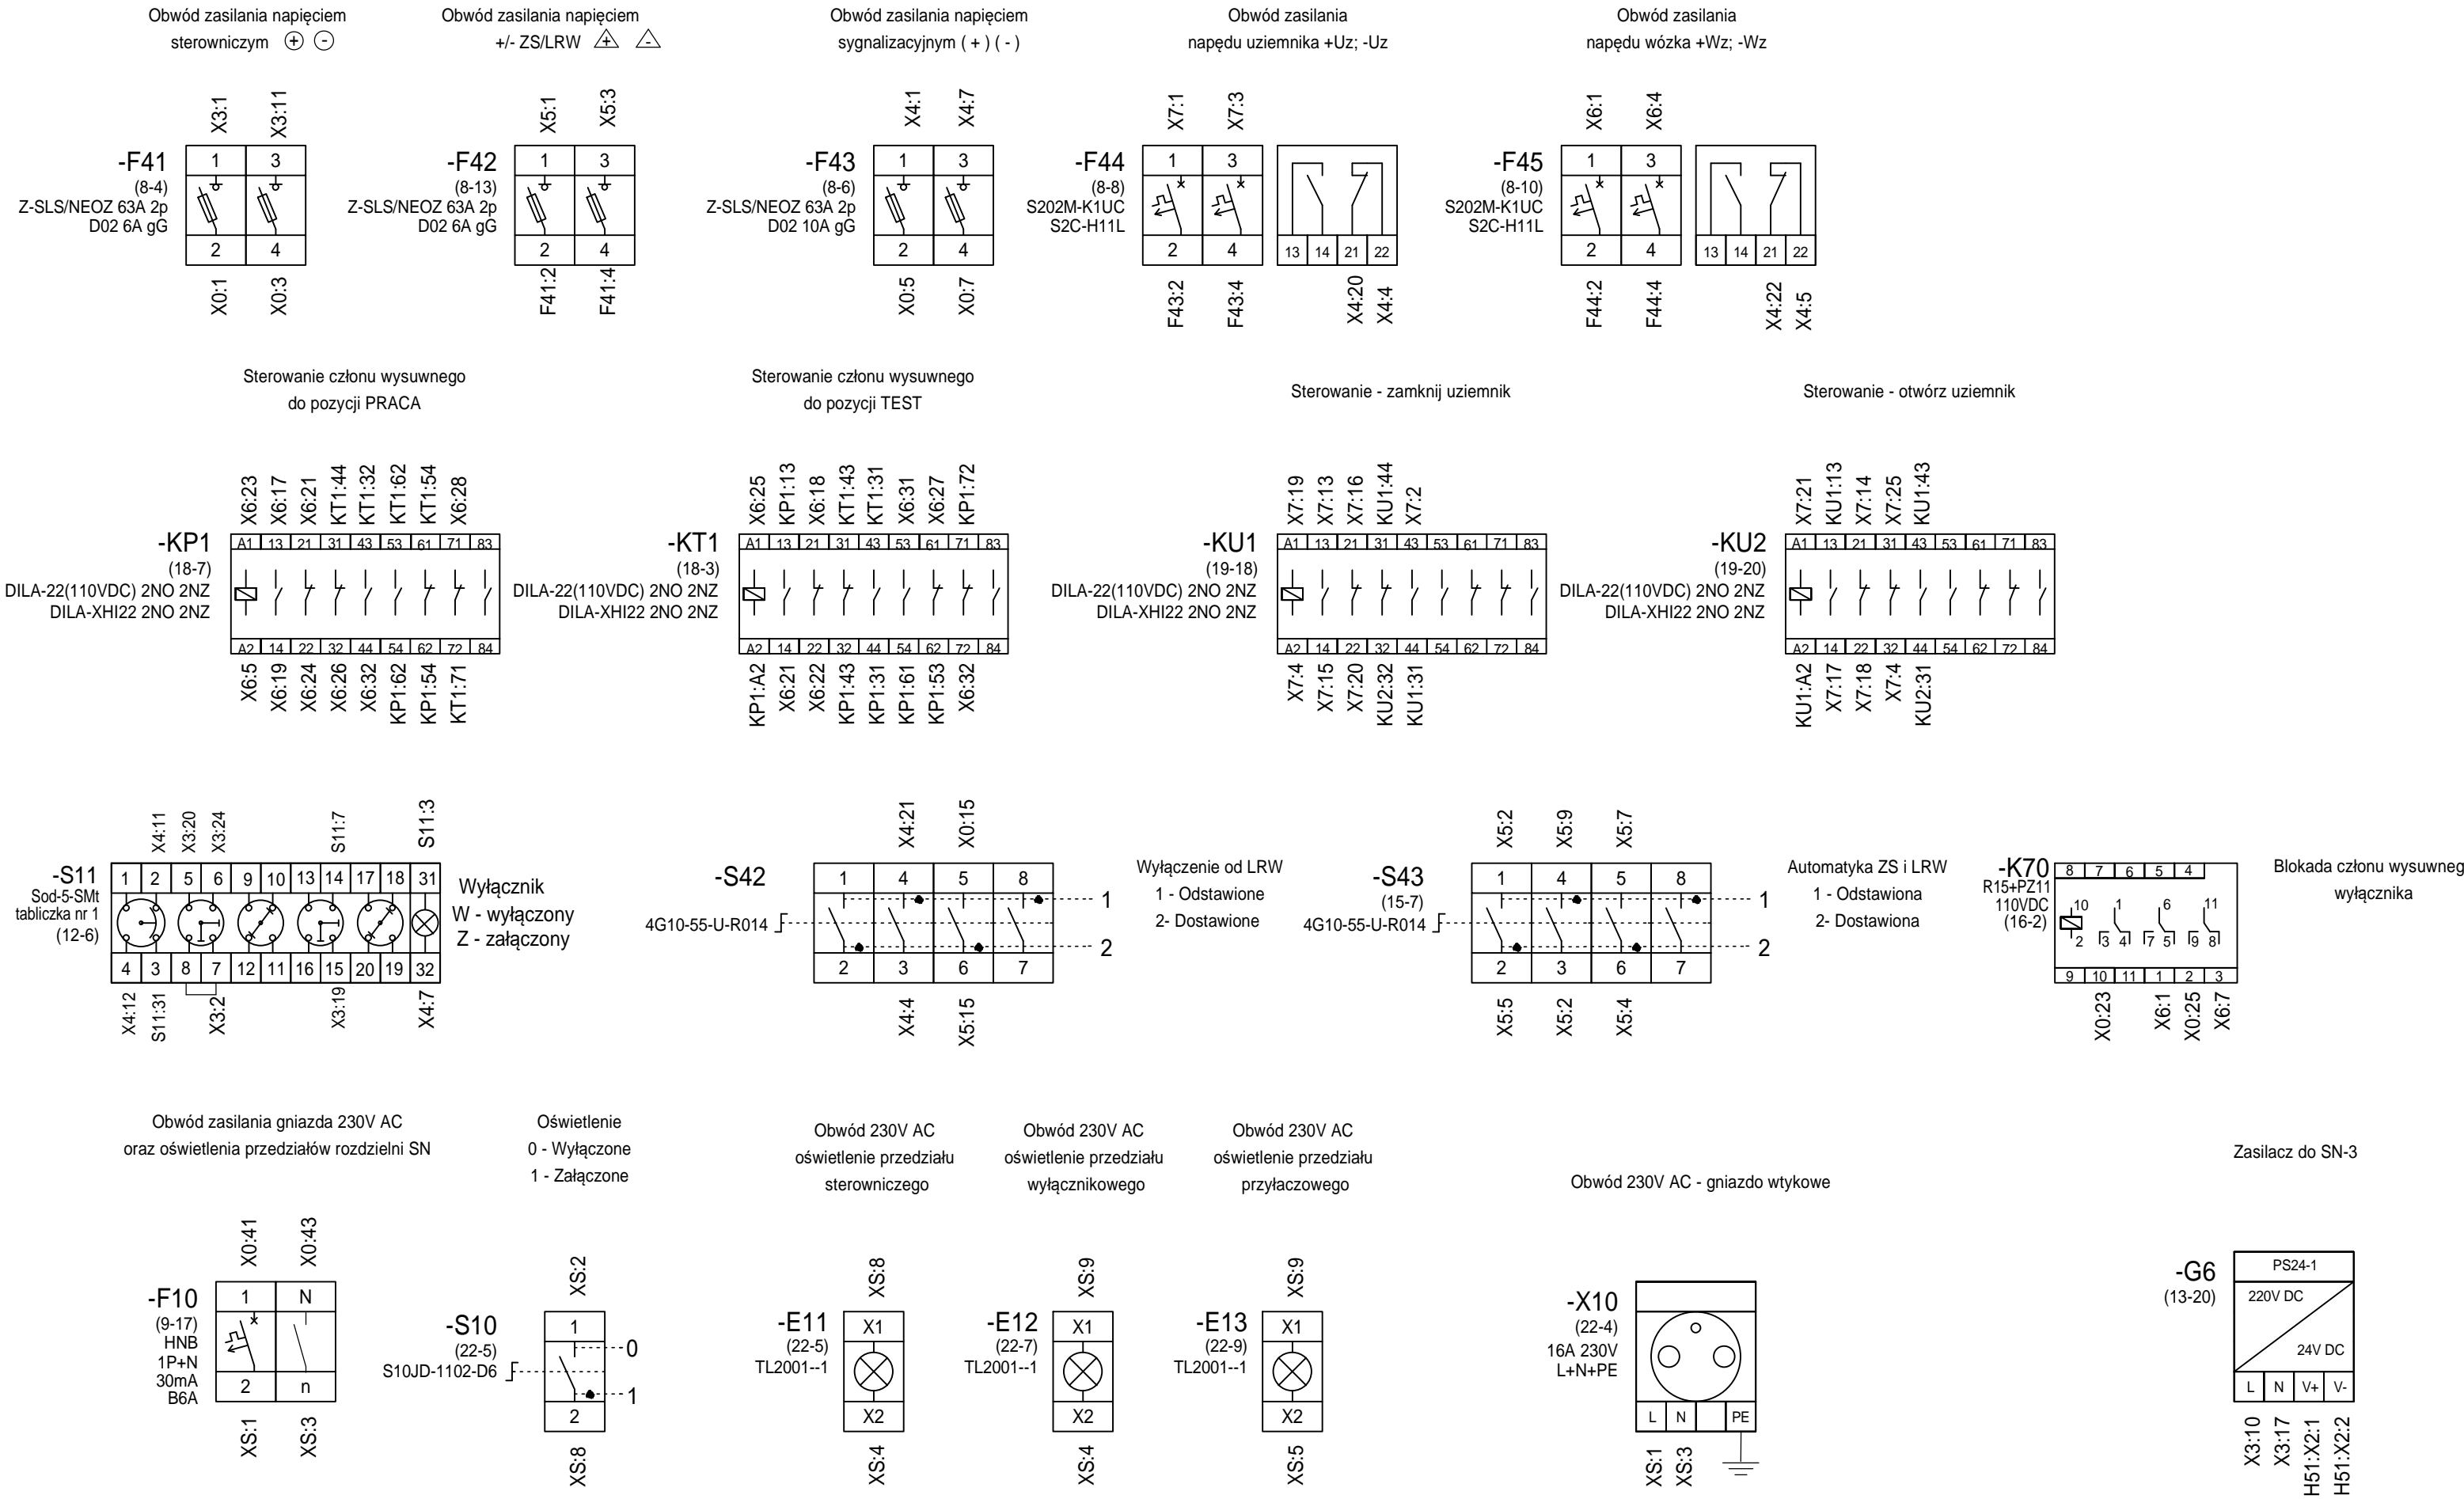 Obwód zasilania napięciem
sterowniczym + -
X3:1 X3:11
-F41
(8-4)
Z-SLS/NEOZ 63A 2p
D02 6A gG
1 3
2 4
X0:1 X0:3
Obwód zasilania napięciem
+/- ZS/LRW + -
X5:1 X5:3
-F42
(8-13)
Z-SLS/NEOZ 63A 2p
D02 6A gG
1 3
2 4
F41:2 F41:4
Obwód zasilania napięciem
sygnalizacyjnym ( + ) ( - )
X4:1 X4:7
-F43
(8-6)
Z-SLS/NEOZ 63A 2p
D02 10A gG
1 3
2 4
X0:5 X0:7
Obwód zasilania
napędu uziemnika +Uz; -Uz
X7:1 X7:3
-F44
(8-8)
S202M-K1UC
S2C-H11L
1 3
2 4
13 14 21 22
F43:2 F43:4 X4:20 X4:4
Obwód zasilania
napędu wózka +Wz; -Wz
X6:1 X6:4
-F45
(8-10)
S202M-K1UC
S2C-H11L
1 3
2 4
13 14 21 22
F44:2 F44:4 X4:22 X4:5
Sterowanie członu wysuwnego
do pozycji PRACA
X6:23 X6:17 X6:21 KT1:44 KT1:32 KT1:62 KT1:54 X6:28
-KP1
(18-7)
DILA-22(110VDC) 2NO 2NZ
DILA-XHI22 2NO 2NZ
A1 13 21 31 43 53 61 71 83
A2 14 22 32 44 54 62 72 84
X6:5 X6:19 X6:24 X6:26 X6:32 KP1:62 KP1:54 KT1:71
Sterowanie członu wysuwnego
do pozycji TEST
X6:25 KP1:13 X6:18 KT1:43 KT1:31 X6:31 X6:27 KP1:72
-KT1
(18-3)
DILA-22(110VDC) 2NO 2NZ
DILA-XHI22 2NO 2NZ
A1 13 21 31 43 53 61 71 83
A2 14 22 32 44 54 62 72 84
KP1:A2 X6:21 X6:22 KP1:43 KP1:31 KP1:61 KP1:53 X6:32
Sterowanie - zamknij uziemnik
X7:19 X7:13 X7:16 KU1:44 X7:2
-KU1
(19-18)
DILA-22(110VDC) 2NO 2NZ
DILA-XHI22 2NO 2NZ
A1 13 21 31 43 53 61 71 83
A2 14 22 32 44 54 62 72 84
X7:4 X7:15 X7:20 KU2:32 KU1:31
Sterowanie - otwórz uziemnik
X7:21 KU1:13 X7:14 X7:25 KU1:43
-KU2
(19-20)
DILA-22(110VDC) 2NO 2NZ
DILA-XHI22 2NO 2NZ
A1 13 21 31 43 53 61 71 83
A2 14 22 32 44 54 62 72 84
KU1:A2 X7:17 X7:18 X7:4 KU2:31
X4:11 X3:20 X3:24 S11:7 S11:3
-S11
Sod-5-SMt
tabliczka nr 1
(12-6)
1 2 5 6 9 10 13 14 17 18 31
4 3 8 7 12 11 16 15 20 19 32
X4:12 S11:31 X3:2 X3:19 X4:7
Wyłącznik
W - wyłączony
Z - załączony
X4:21 X0:15
-S42
4G10-55-U-R014
1 4 5 8
1
2
2 3 6 7
X4:4 X5:15
Wyłączenie od LRW
1 - Odstawione
2- Dostawione
X5:2 X5:9 X5:7
-S43
(15-7)
4G10-55-U-R014
1 4 5 8
1
2
2 3 6 7
X5:5 X5:2 X5:4
Automatyka ZS i LRW
1 - Odstawiona
2- Dostawiona
-K70
R15+PZ11
110VDC
(16-2)
8 7 6 5 4
10 1 6 11
2 3 4 7 5 9 8
9 10 11 1 2 3
X0:23 X6:1 X0:25 X6:7
Blokada członu wysuwneg
wyłącznika
Obwód zasilania gniazda 230V AC
oraz oświetlenia przedziałów rozdzielni SN
X0:41 X0:43
-F10
(9-17)
HNB
1P+N
30mA
B6A
1 N
2 n
XS:1 XS:3
Oświetlenie
0 - Wyłączone
1 - Załączone
XS:2
-S10
(22-5)
S10JD-1102-D6
1
0
1
2
XS:8
Obwód 230V AC
oświetlenie przedziału
sterowniczego
XS:8
-E11
(22-5)
TL2001--1
X1
X2
XS:4
Obwód 230V AC
oświetlenie przedziału
wyłącznikowego
XS:9
-E12
(22-7)
TL2001--1
X1
X2
XS:4
Obwód 230V AC
oświetlenie przedziału
przyłaczowego
XS:9
-E13
(22-9)
TL2001--1
X1
X2
XS:5
Obwód 230V AC - gniazdo wtykowe
-X10
(22-4)
16A 230V
L+N+PE
L N PE
XS:1 XS:3
Zasilacz do SN-3
-G6
(13-20)
PS24-1
220V DC
24V DC
L N V+ V-
X3:10 X3:17 H51:X2:1 H51:X2:2